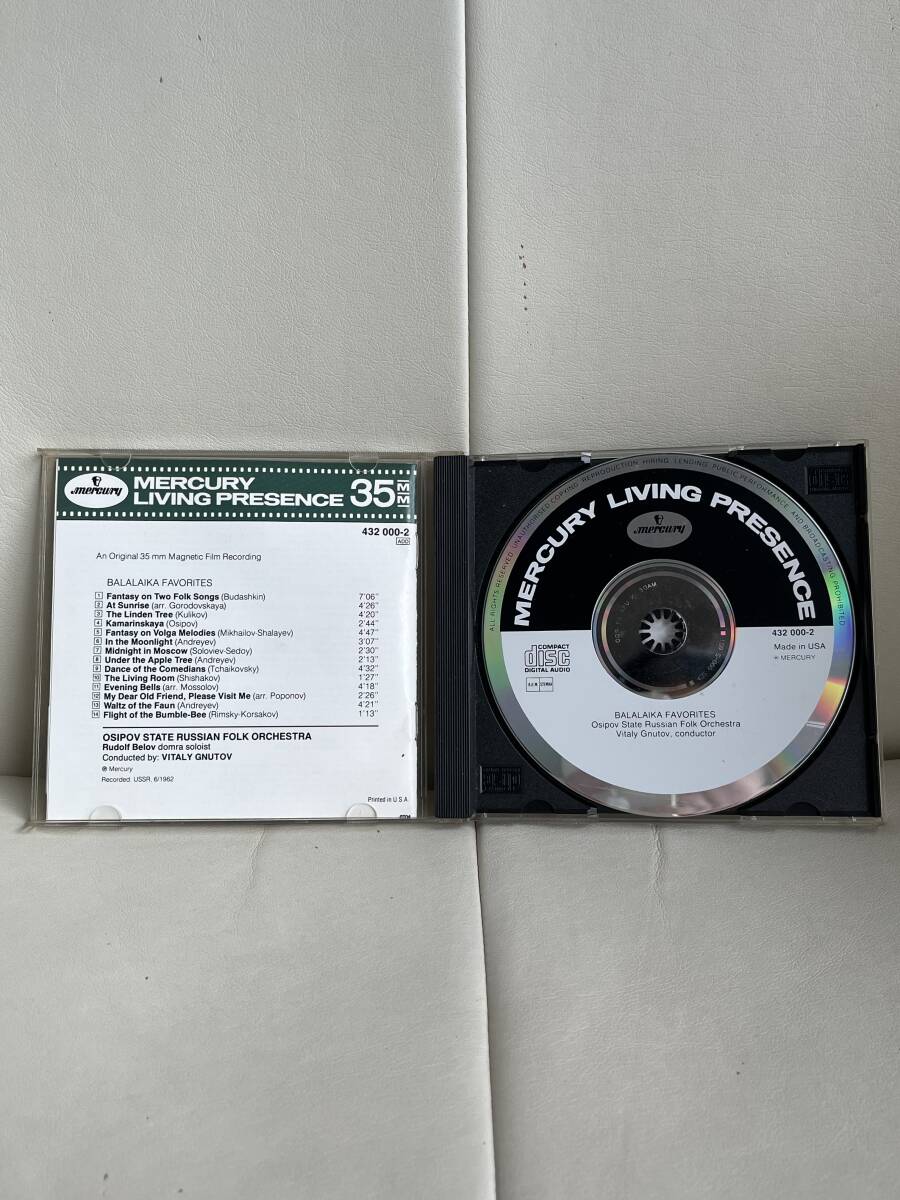 MERCURY
LIVING PRESENCE 35 MM
mercury
432 000-2
ADD
An Original 35 mm Magnetic Film Recording
BALALAIKA FAVORITES
1 Fantasy on Two Folk Songs (Budashkin) 7'06"
2 At Sunrise (arr. Gorodovskaya) 4'26"
3 The Linden Tree (Kulikov) 4'20"
4 Kamarinskaya (Osipov) 2'44"
5 Fantasy on Volga Melodies (Mikhailov-Shalayev) 4'47"
6 In the Moonlight (Andreyev) 3'07"
7 Midnight in Moscow (Soloviev-Sedoy) 2'30"
8 Under the Apple Tree (Andreyev) 2'13"
9 Dance of the Comedians (Tchaikovsky) 4'32"
10 The Living Room (Shishakov) 1'27"
11 Evening Bells (arr. Mossolov) 4'18"
12 My Dear Old Friend, Please Visit Me (arr. Poponov) 2'26"
13 Waltz of the Faun (Andreyev) 4'21"
14 Flight of the Bumble-Bee (Rimsky-Korsakov) 1'13"
OSIPOV STATE RUSSIAN FOLK ORCHESTRA
Rudolf Belov domra soloist
Conducted by: VITALY GNUTOV
℗ Mercury
Recorded: USSR, 6/1962
Printed in U.S.A
ALL RIGHTS RESERVED. UNAUTHORISED COPYING REPRODUCTION HIRING, LENDING PUBLIC PERFORMANCE AND BROADCASTING PROHIBITED
MERCURY LIVING PRESENCE
mercury
COMPACT
disc
DIGITAL AUDIO
432 000-2
Made in USA
℗ MERCURY
BALALAIKA FAVORITES
Osipov State Russian Folk Orchestra
Vitaly Gnutov, conductor